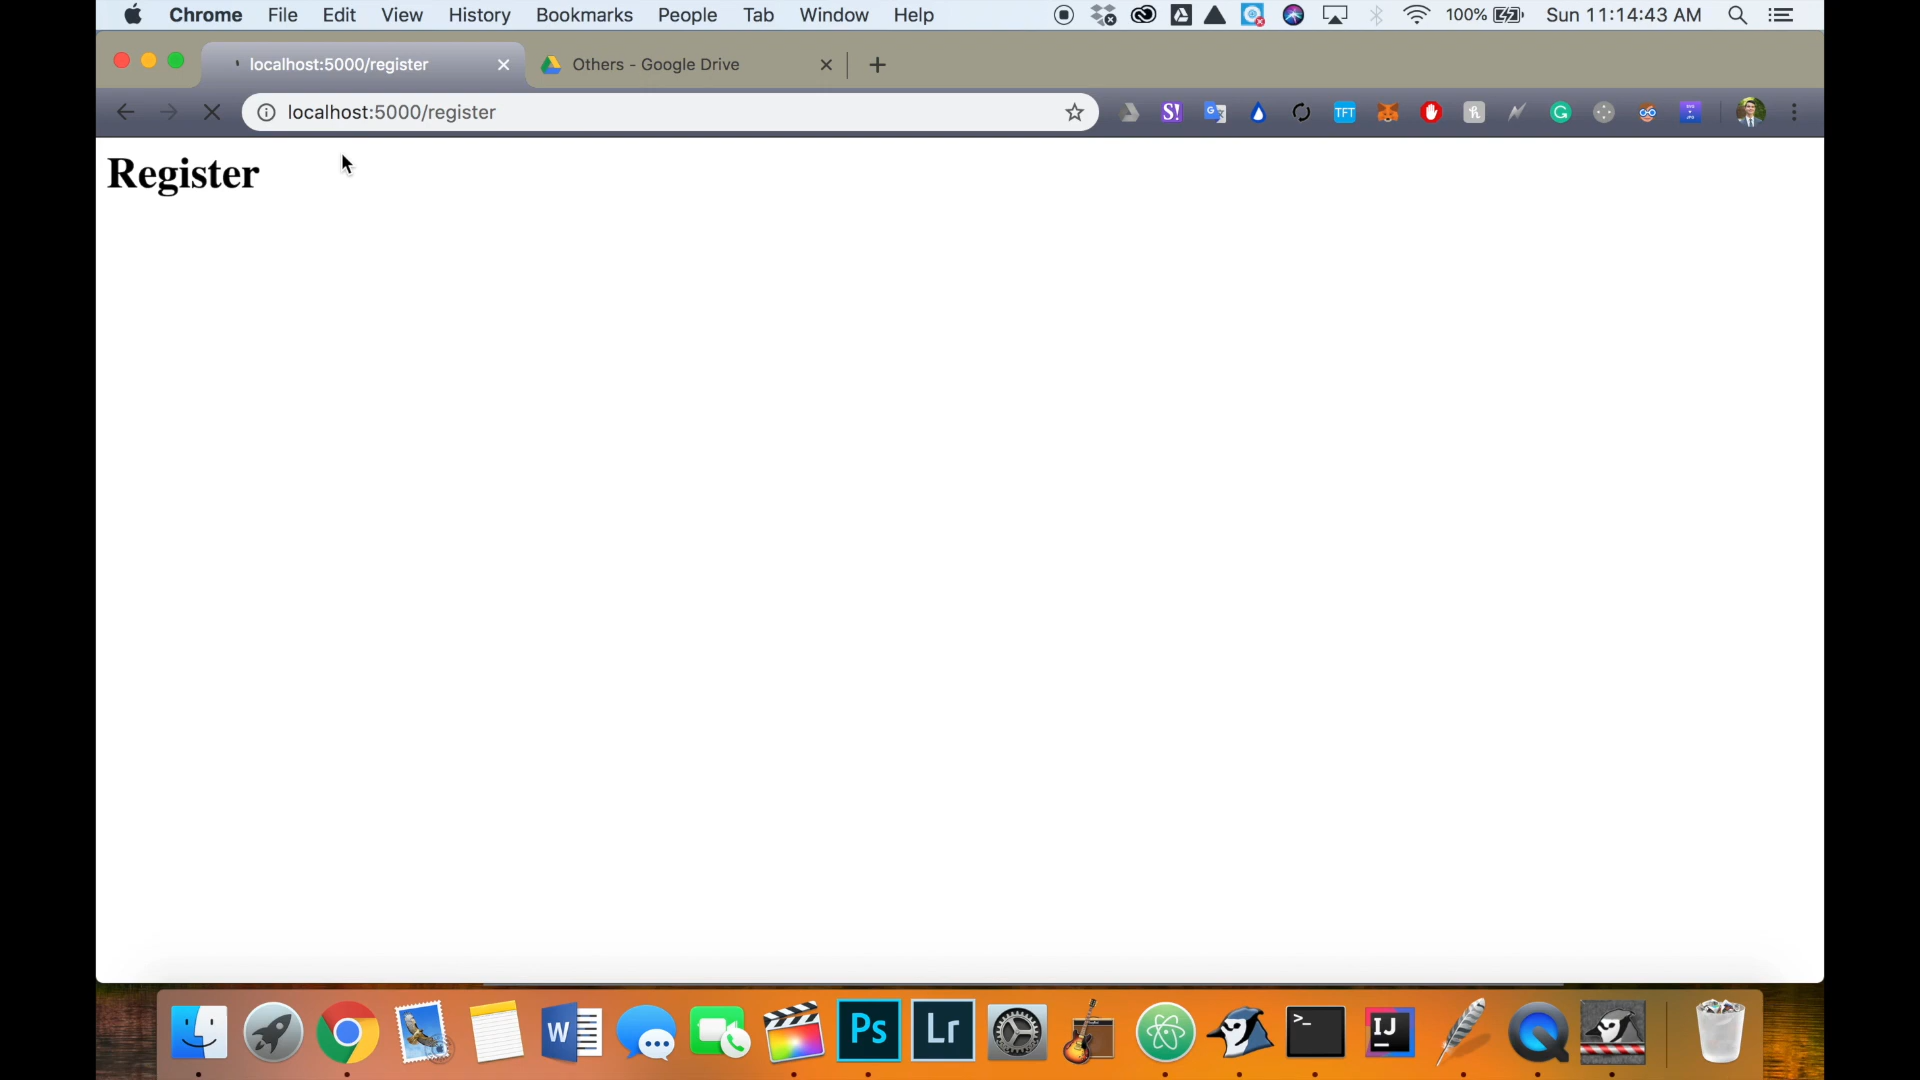 Chrome File Edit View History Bookmarks People Tab Window Help 100% Sun 11:14:43 AM
localhost:5000/register Others - Google Drive
localhost:5000/register S! G TFT h G
Register
W Ps Lr >_ IJ